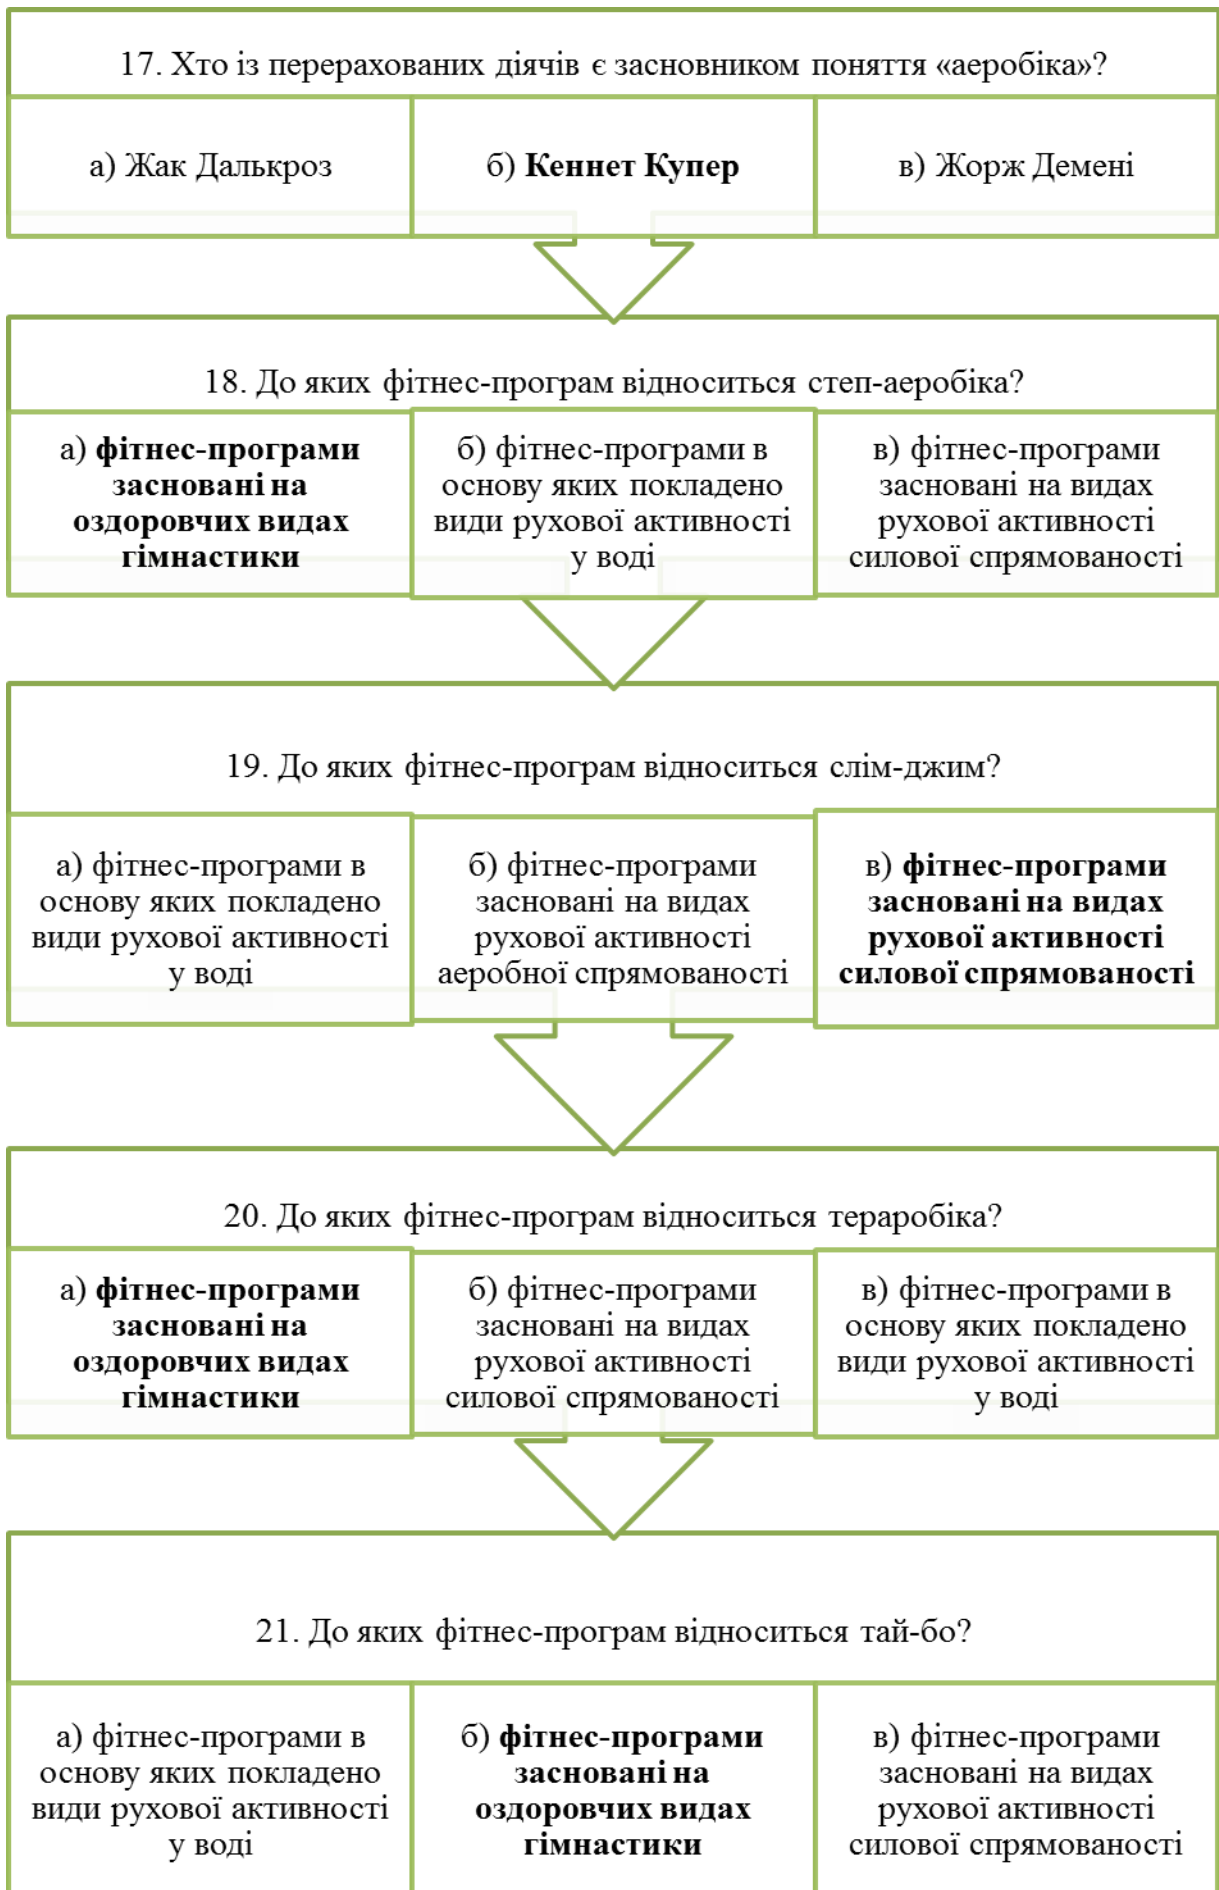 17. Хто із перерахованих діячів є засновником поняття «аеробіка»?
а) Жак Далькроз
б) Кеннет Купер
в) Жорж Демені
18. До яких фітнес-програм відноситься степ-аеробіка?
а) фітнес-програми
засновані на
оздоровчих видах
гімнастики
б) фітнес-програми в
основу яких покладено
види рухової активності
у воді
в) фітнес-програми
засновані на видах
рухової активності
силової спрямованості
19. До яких фітнес-програм відноситься слім-джим?
а) фітнес-програми в
основу яких покладено
види рухової активності
у воді
б) фітнес-програми
засновані на видах
рухової активності
аеробної спрямованості
в) фітнес-програми
засновані на видах
рухової активності
силової спрямованості
20. До яких фітнес-програм відноситься тераробіка?
а) фітнес-програми
засновані на
оздоровчих видах
гімнастики
б) фітнес-програми
засновані на видах
рухової активності
силової спрямованості
в) фітнес-програми в
основу яких покладено
види рухової активності
у воді
21. До яких фітнес-програм відноситься тай-бо?
а) фітнес-програми в
основу яких покладено
види рухової активності
у воді
б) фітнес-програми
засновані на
оздоровчих видах
гімнастики
в) фітнес-програми
засновані на видах
рухової активності
силової спрямованості